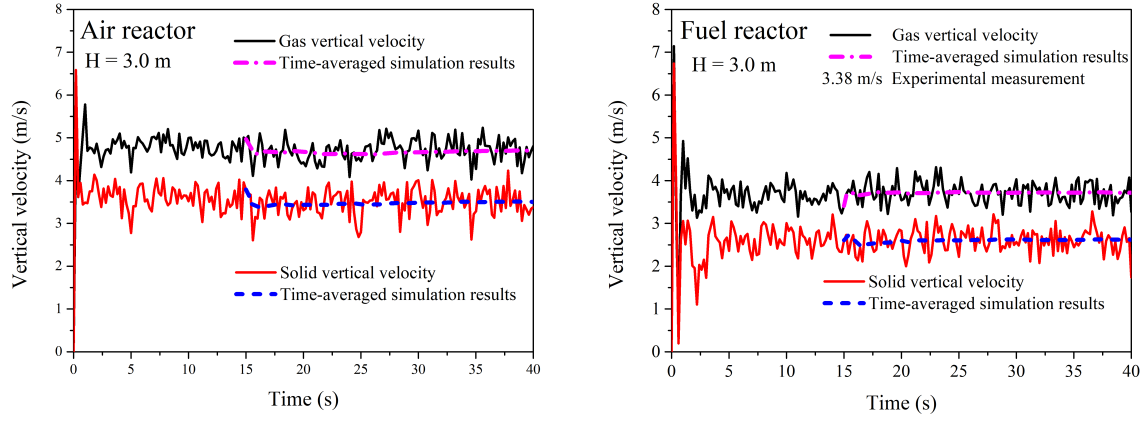 Air reactor
H = 3.0 m
Gas vertical velocity
Time-averaged simulation results
Solid vertical velocity
Time-averaged simulation results
Vertical velocity (m/s)
8
7
6
5
4
3
2
1
0
0 5 10 15 20 25 30 35 40
Time (s)
Fuel reactor
H = 3.0 m
Gas vertical velocity
Time-averaged simulation results
3.38 m/s Experimental measurement
Solid vertical velocity
Time-averaged simulation results
Vertical velocity (m/s)
8
7
6
5
4
3
2
1
0
0 5 10 15 20 25 30 35 40
Time (s)